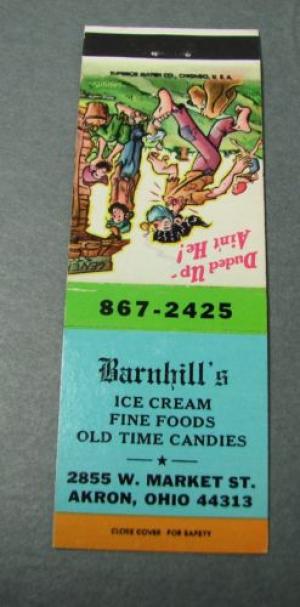 SUPERIOR MATCH CO., CHICAGO, U.S.A.
Duded Up -
Ain't He!
867-2425
Barnhill's
ICE CREAM
FINE FOODS
OLD TIME CANDIES
2855 W. MARKET ST.
AKRON, OHIO 44313
CLOSE COVER FOR SAFETY